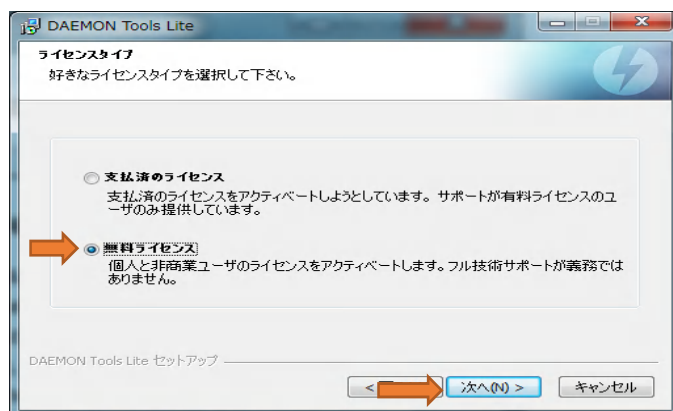 DAEMON Tools Lite
ライセンスタイプ
好きなライセンスタイプを選択して下さい。
支払済のライセンス
支払済のライセンスをアクティベートしようとしています。サポートが有料ライセンスのユ
ーザのみ提供しています。
無料ライセンス
個人と非商業ユーザのライセンスをアクティベートします。フル技術サポートが義務では
ありません。
DAEMON Tools Lite セットアップ
<
次へ(N) >
キャンセル